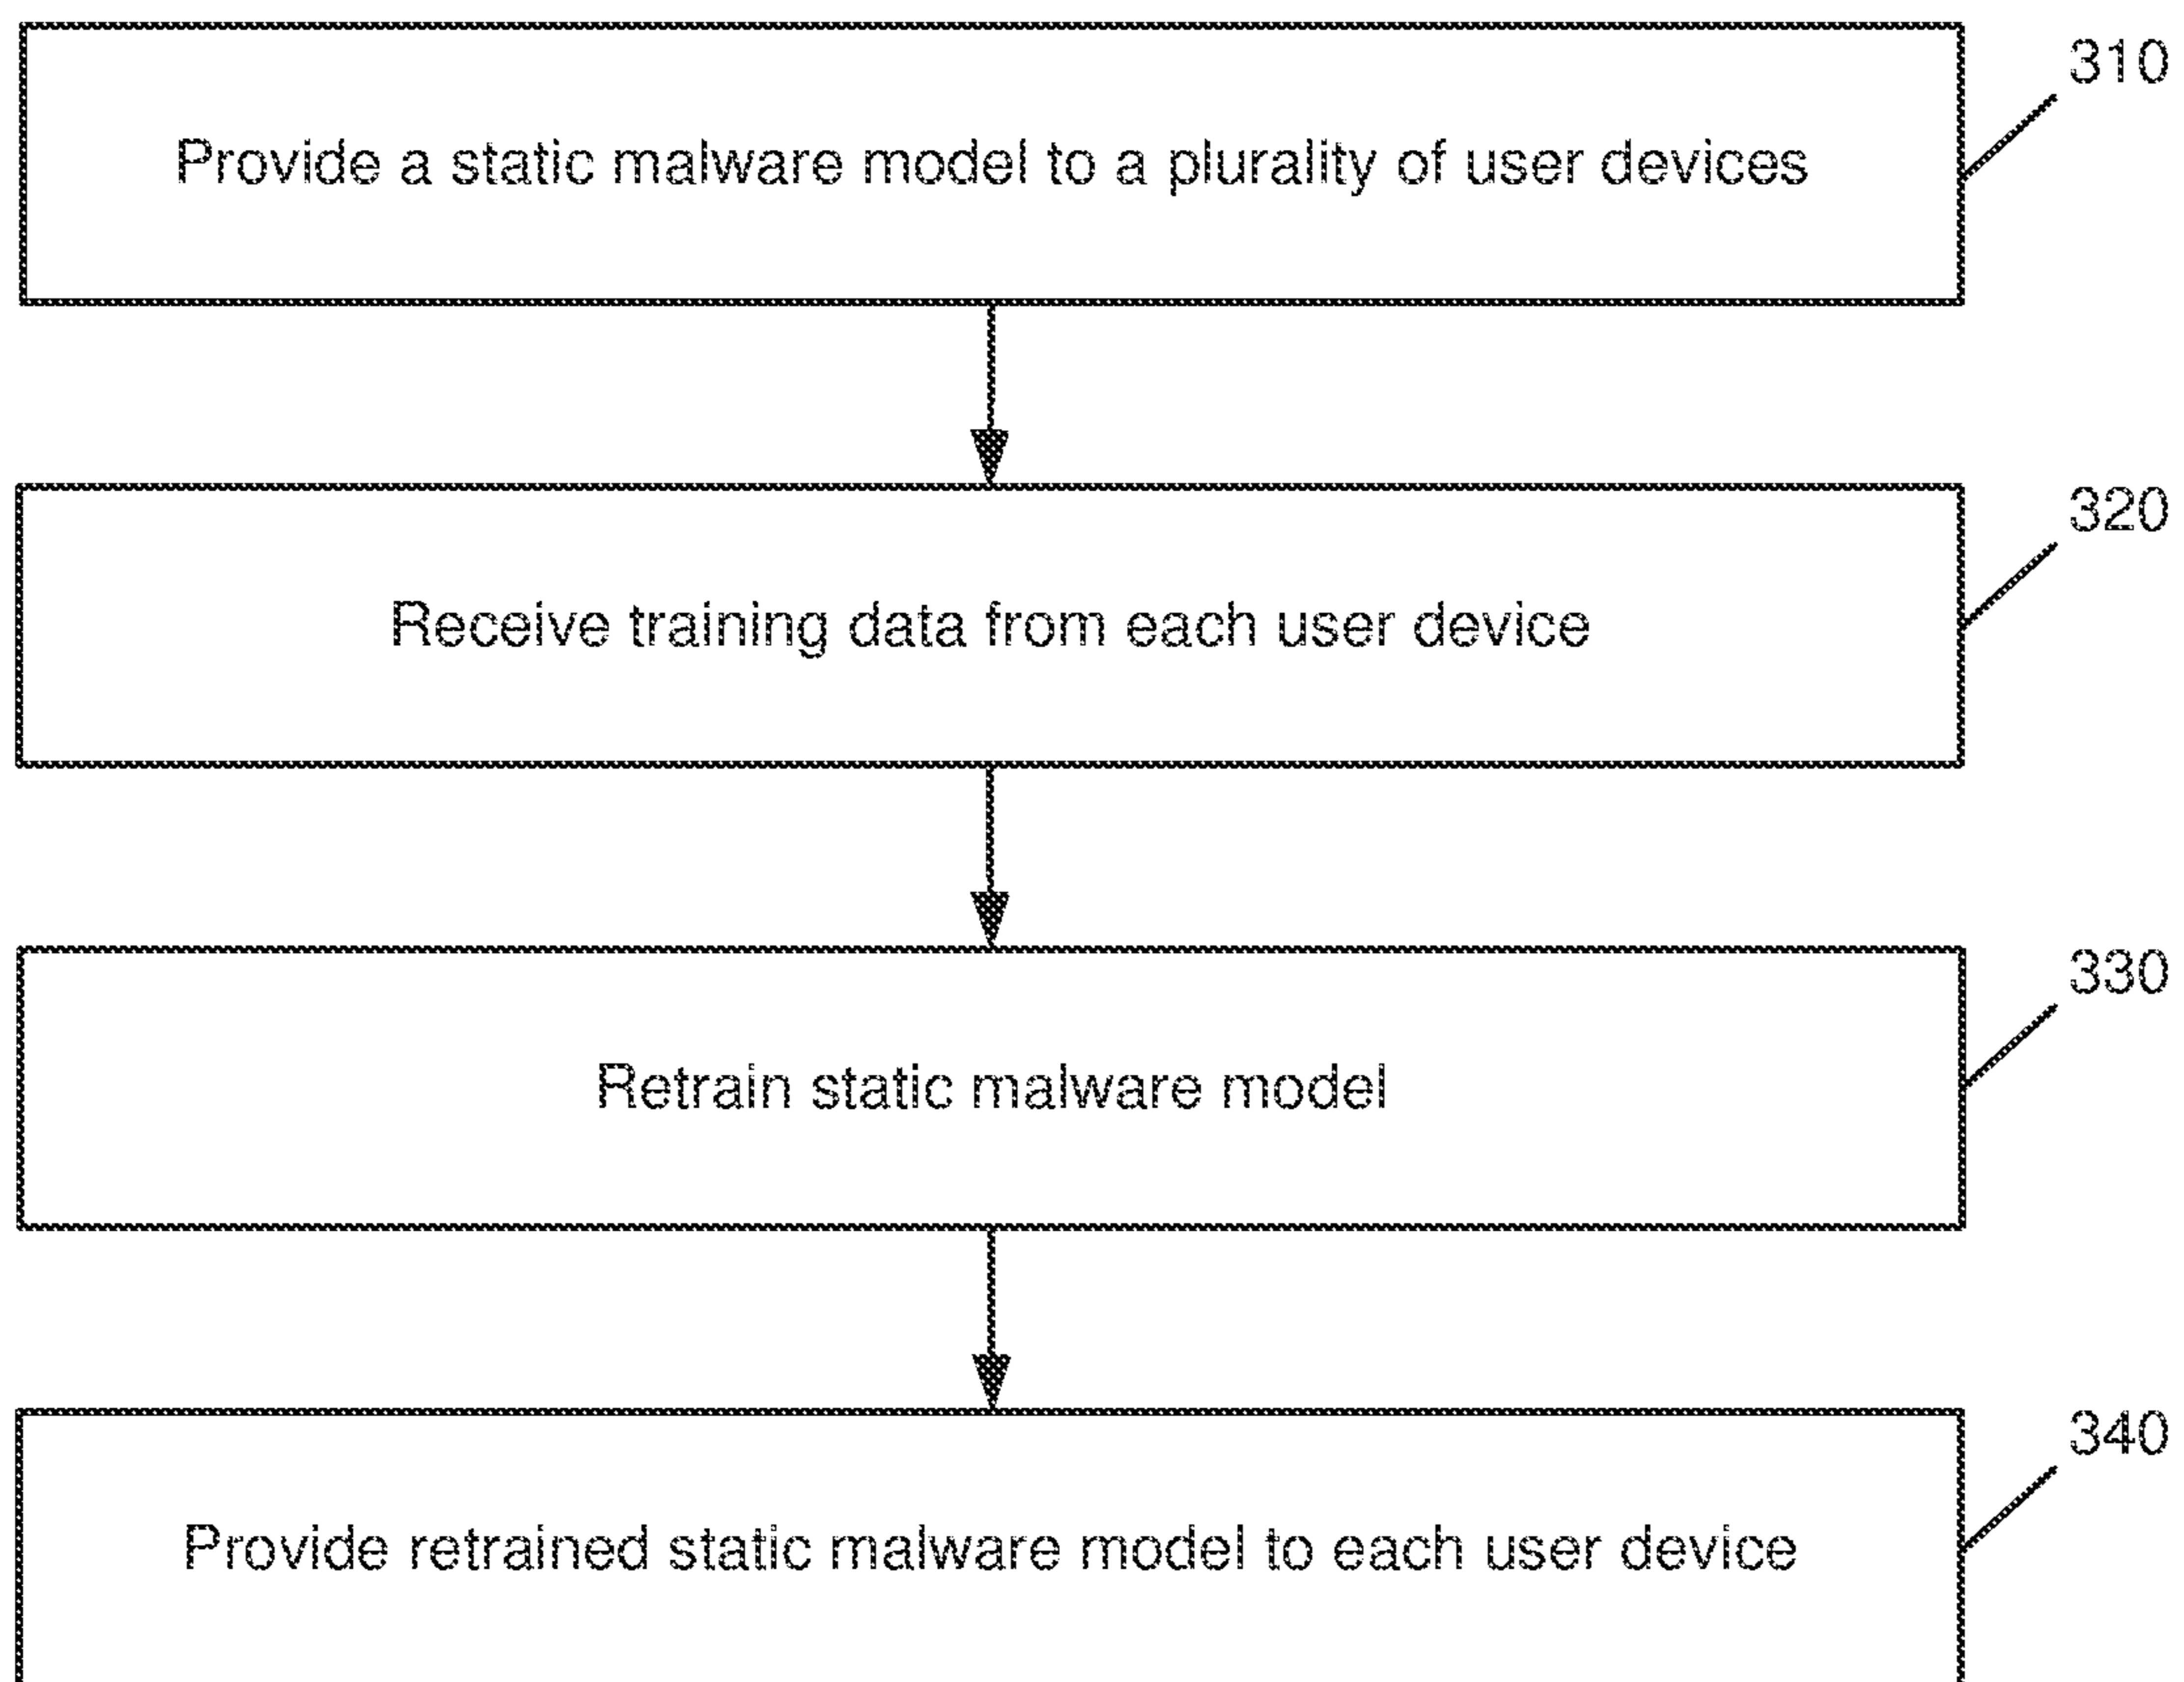 310
Provide a static malware model to a plurality of user devices
320
Receive training data from each user device
330
Retrain static malware model
340
Provide retrained static malware model to each user device